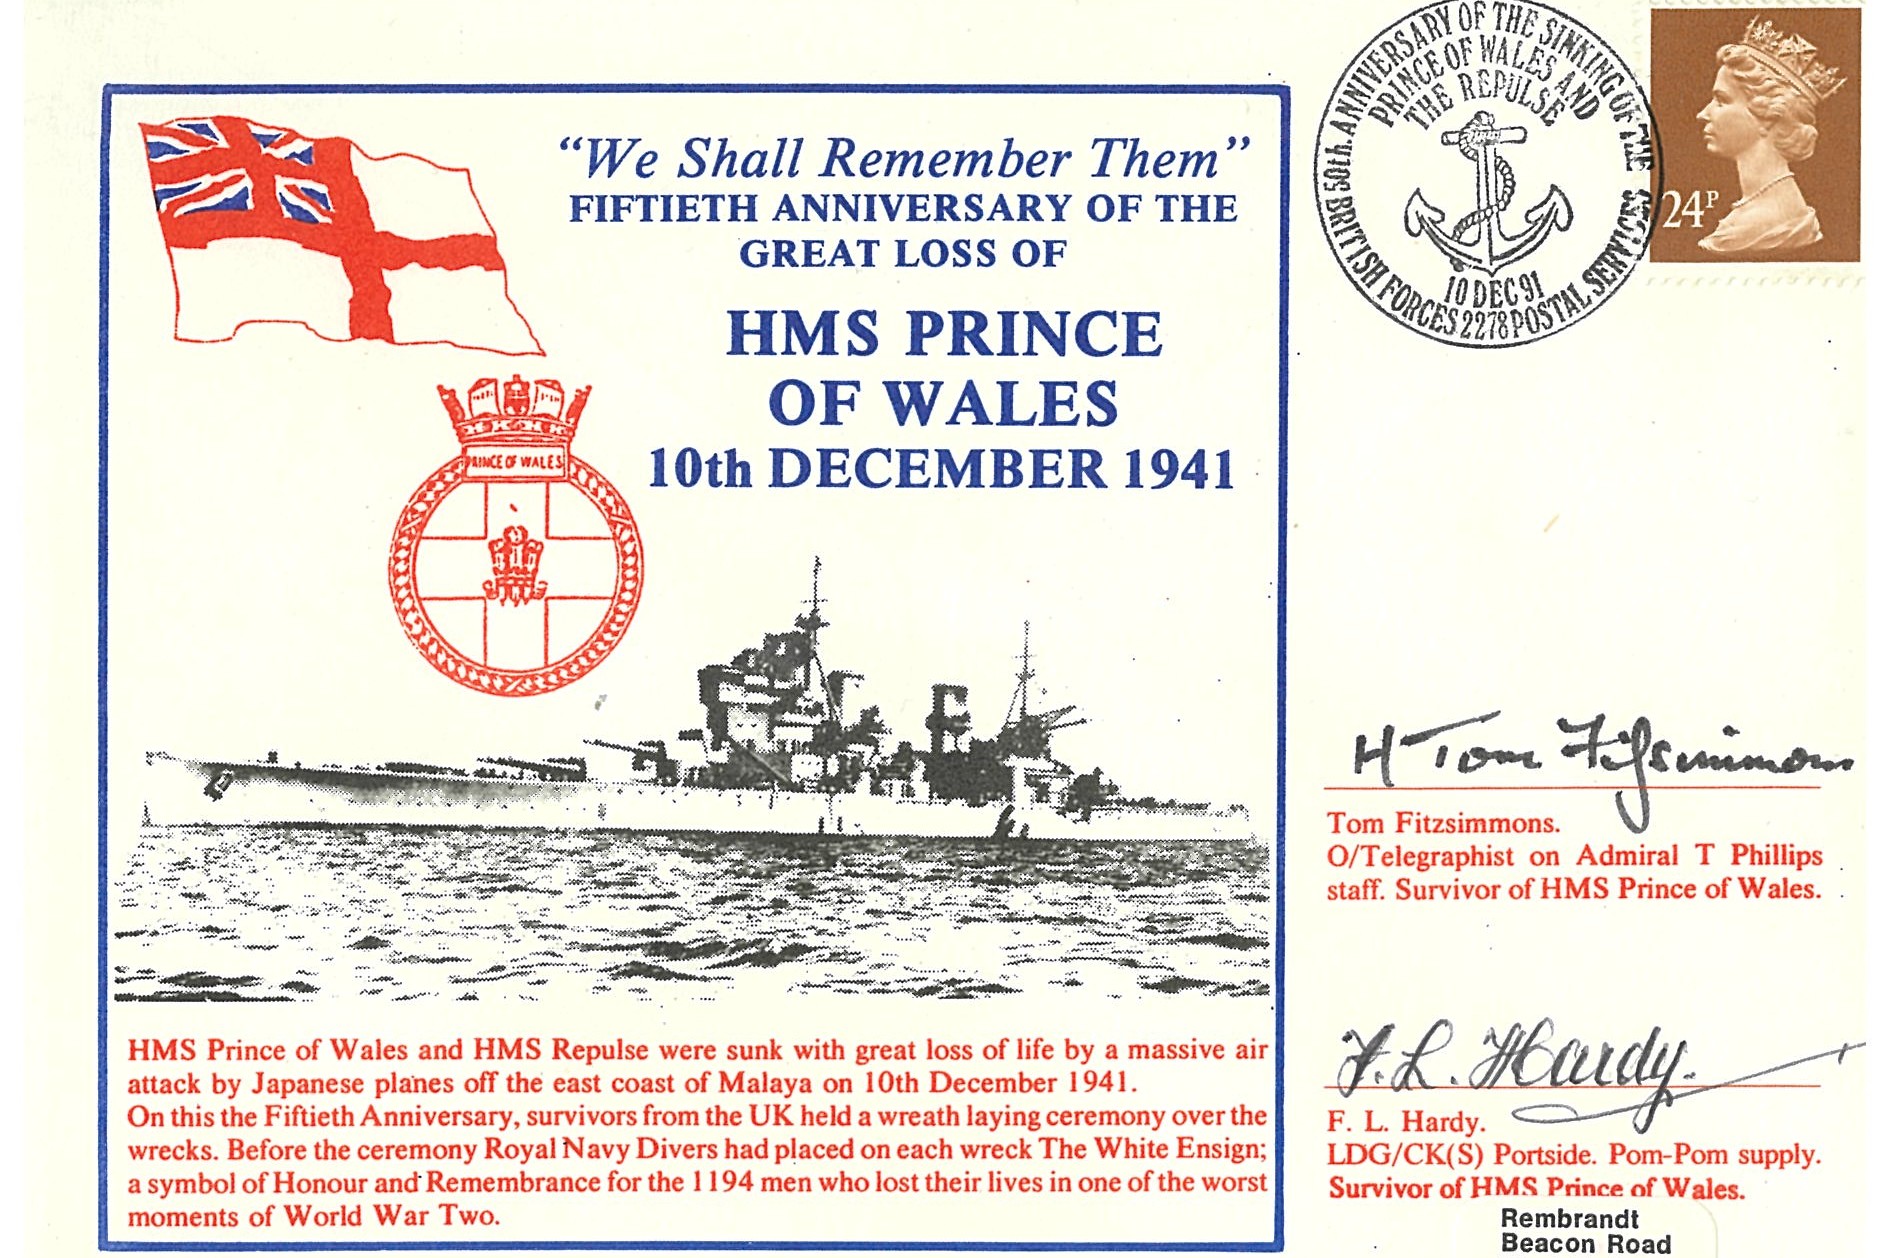 “We Shall Remember Them”
FIFTIETH ANNIVERSARY OF THE
GREAT LOSS OF
HMS PRINCE
OF WALES
10th DECEMBER 1941
PRINCE OF WALES
HMS Prince of Wales and HMS Repulse were sunk with great loss of life by a massive air
attack by Japanese planes off the east coast of Malaya on 10th December 1941.
On this the Fiftieth Anniversary, survivors from the UK held a wreath laying ceremony over the
wrecks. Before the ceremony Royal Navy Divers had placed on each wreck The White Ensign;
a symbol of Honour and Remembrance for the 1194 men who lost their lives in one of the worst
moments of World War Two.
50th. ANNIVERSARY OF THE SINKING OF THE
PRINCE OF WALES AND
THE REPULSE
10 DEC 91
BRITISH FORCES 2278 POSTAL SERVICES
24P
H Tom Fitzsimmons
Tom Fitzsimmons.
O/Telegraphist on Admiral T Phillips
staff. Survivor of HMS Prince of Wales.
F. L. Hardy.
F. L. Hardy.
LDG/CK(S) Portside. Pom-Pom supply.
Survivor of HMS Prince of Wales.
Rembrandt
Beacon Road